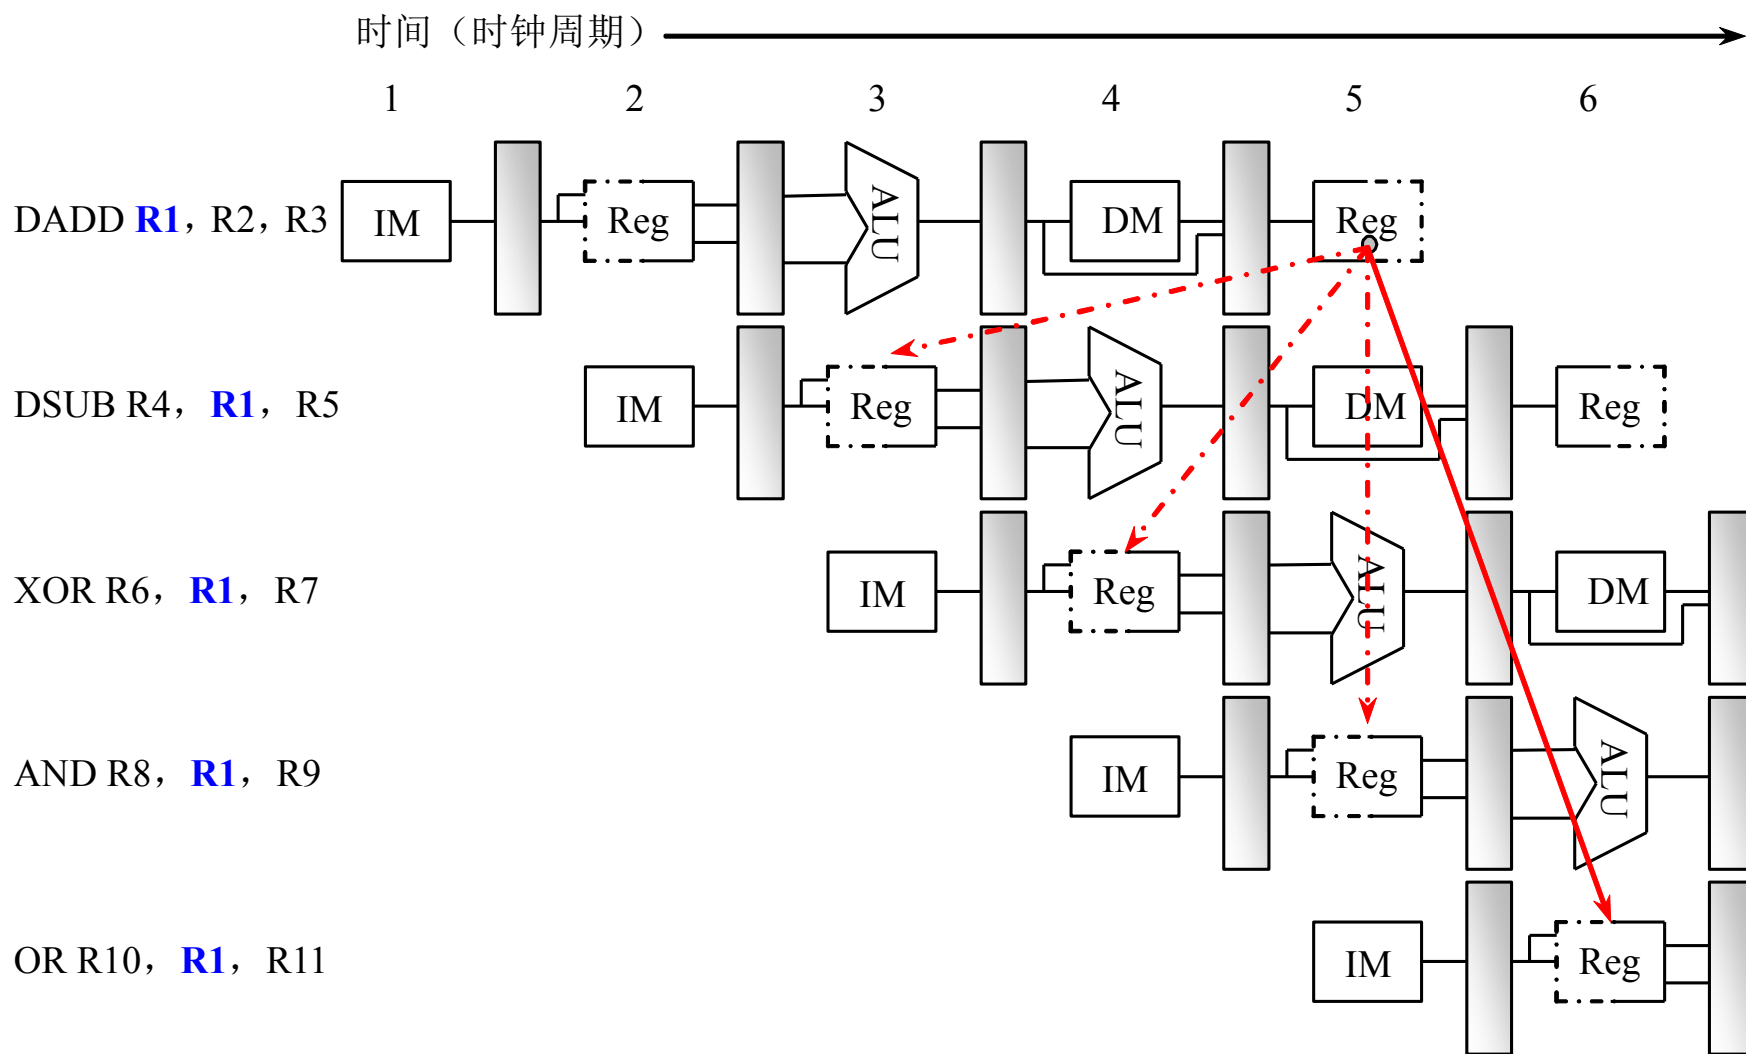 时间（时钟周期）
1 2 3 4 5 6
DADD R1，R2，R3 IM Reg ALU DM Reg
DSUB R4，R1，R5 IM Reg ALU DM Reg
XOR R6，R1，R7 IM Reg ALU DM
AND R8，R1，R9 IM Reg ALU
OR R10，R1，R11 IM Reg